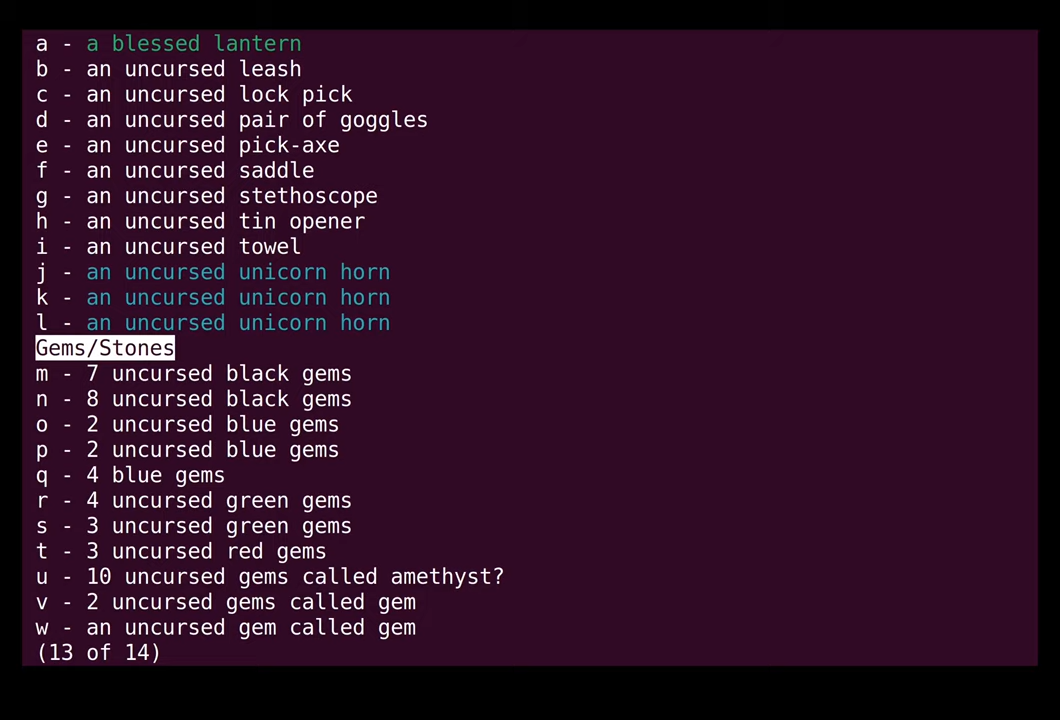 a - a blessed lantern
b - an uncursed leash
c - an uncursed lock pick
d - an uncursed pair of goggles
e - an uncursed pick-axe
f - an uncursed saddle
g - an uncursed stethoscope
h - an uncursed tin opener
i - an uncursed towel
j - an uncursed unicorn horn
k - an uncursed unicorn horn
l - an uncursed unicorn horn
Gems/Stones
m - 7 uncursed black gems
n - 8 uncursed black gems
o - 2 uncursed blue gems
p - 2 uncursed blue gems
q - 4 blue gems
r - 4 uncursed green gems
s - 3 uncursed green gems
t - 3 uncursed red gems
u - 10 uncursed gems called amethyst?
v - 2 uncursed gems called gem
w - an uncursed gem called gem
(13 of 14)